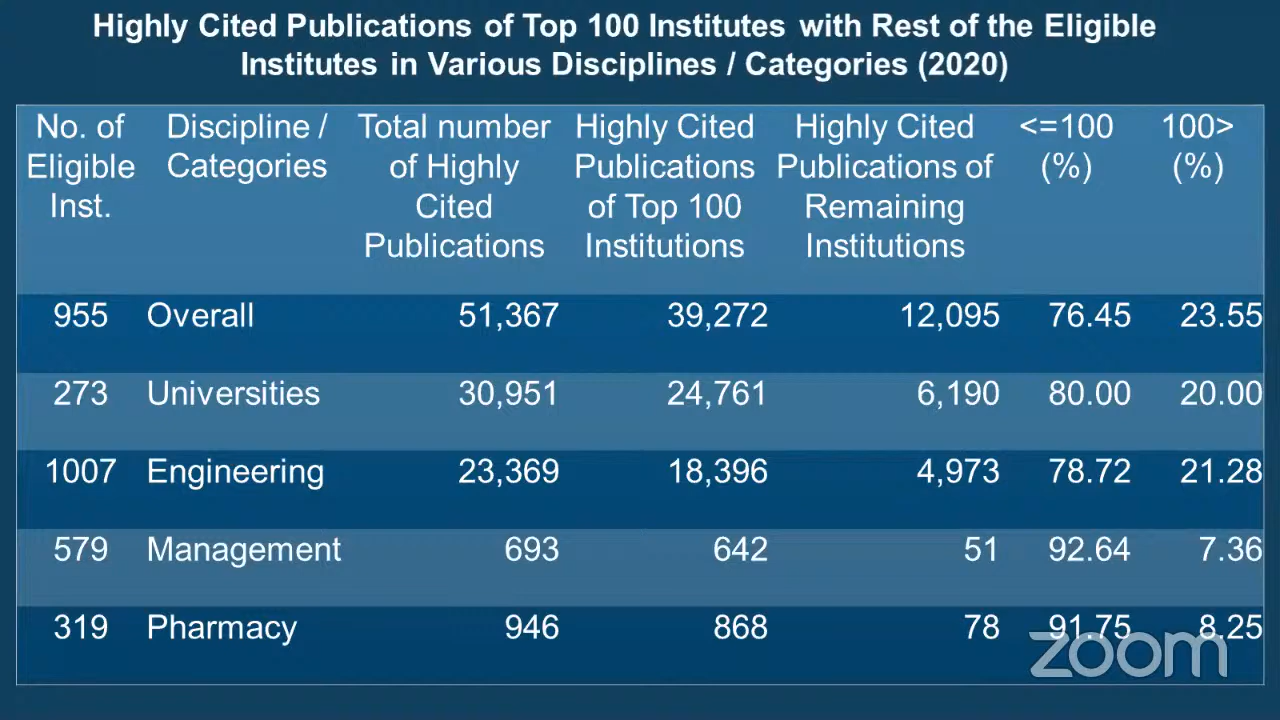 Highly Cited Publications of Top 100 Institutes with Rest of the Eligible
Institutes in Various Disciplines / Categories (2020)
No. of Eligible Inst. Discipline / Categories Total number of Highly Cited Publications Highly Cited Publications of Top 100 Institutions Highly Cited Publications of Remaining Institutions <=100 (%) 100> (%)
955 Overall 51,367 39,272 12,095 76.45 23.55
273 Universities 30,951 24,761 6,190 80.00 20.00
1007 Engineering 23,369 18,396 4,973 78.72 21.28
579 Management 693 642 51 92.64 7.36
319 Pharmacy 946 868 78 91.75 8.25
zoom